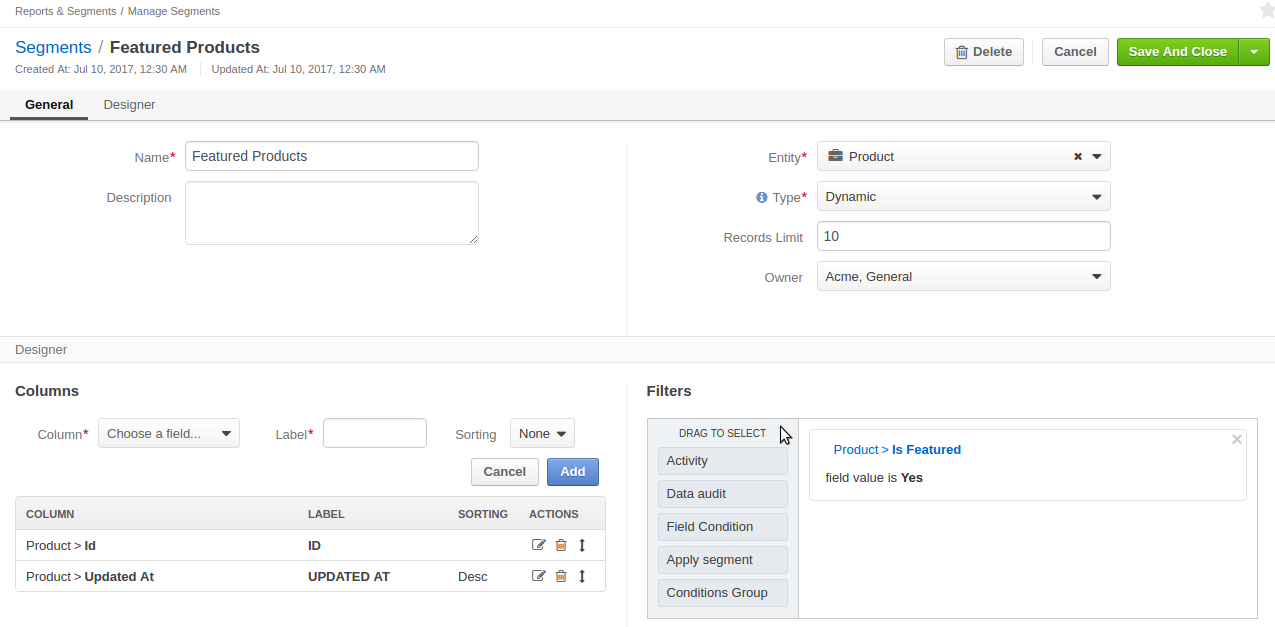 Reports & Segments / Manage Segments
Segments / Featured Products
Delete
Cancel
Save And Close
Created At: Jul 10, 2017, 12:30 AM
Updated At: Jul 10, 2017, 12:30 AM
General
Designer
Name*
Featured Products
Description
Entity*
Product
Type*
Dynamic
Records Limit
10
Owner
Acme, General
Designer
Columns
Column*
Choose a field...
Label*
Sorting
None
Cancel
Add
COLUMN LABEL SORTING ACTIONS
Product > Id ID
Product > Updated At UPDATED AT Desc
Filters
DRAG TO SELECT
Activity
Data audit
Field Condition
Apply segment
Conditions Group
Product > Is Featured
field value is Yes